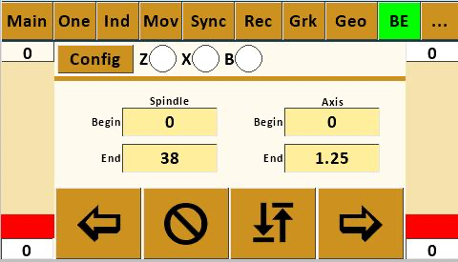 Main One Ind Mov Sync Rec Grk Geo BE ...
0 0
Config Z X B
Spindle Axis
Begin 0 Begin 0
End 38 End 1.25
0 0